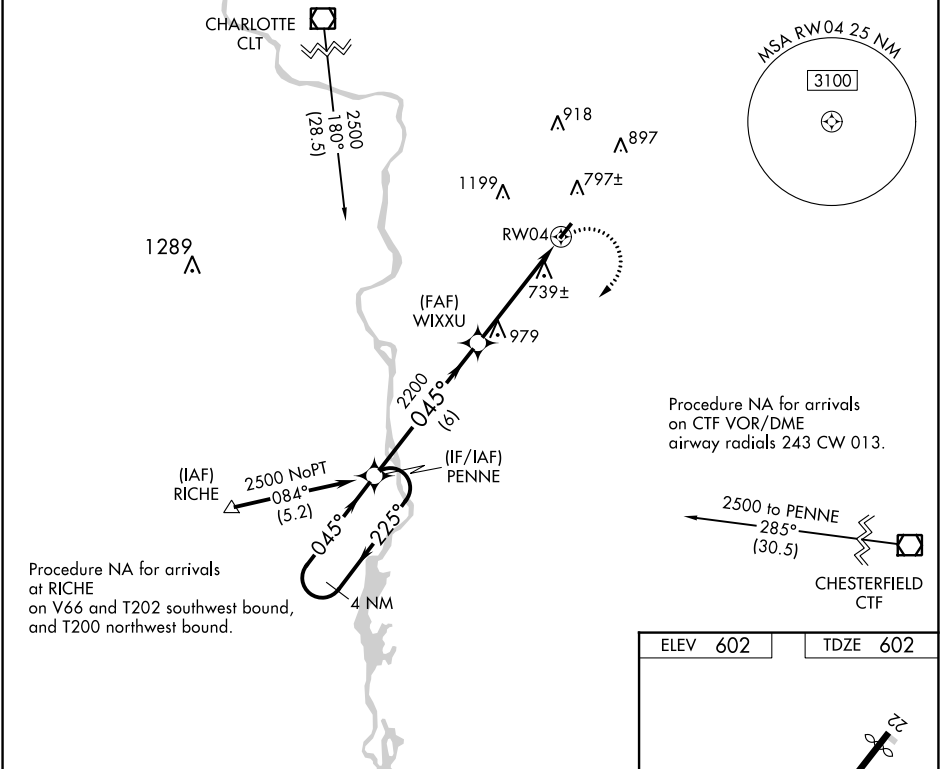 CHARLOTTE
CLT
2500
180°
(28.5)
MSA RW04 25 NM
3100
918
897
1199
797±
RW04
1289
739±
(FAF)
WIXXU
979
2200
045°
(6)
Procedure NA for arrivals
on CTF VOR/DME
airway radials 243 CW 013.
(IF/IAF)
PENNE
(IAF)
RICHE
2500 NoPT
084°
(5.2)
045°
225°
4 NM
2500 to PENNE
285°
(30.5)
CHESTERFIELD
CTF
Procedure NA for arrivals
at RICHE
on V66 and T202 southwest bound,
and T200 northwest bound.
ELEV 602
TDZE 602
22